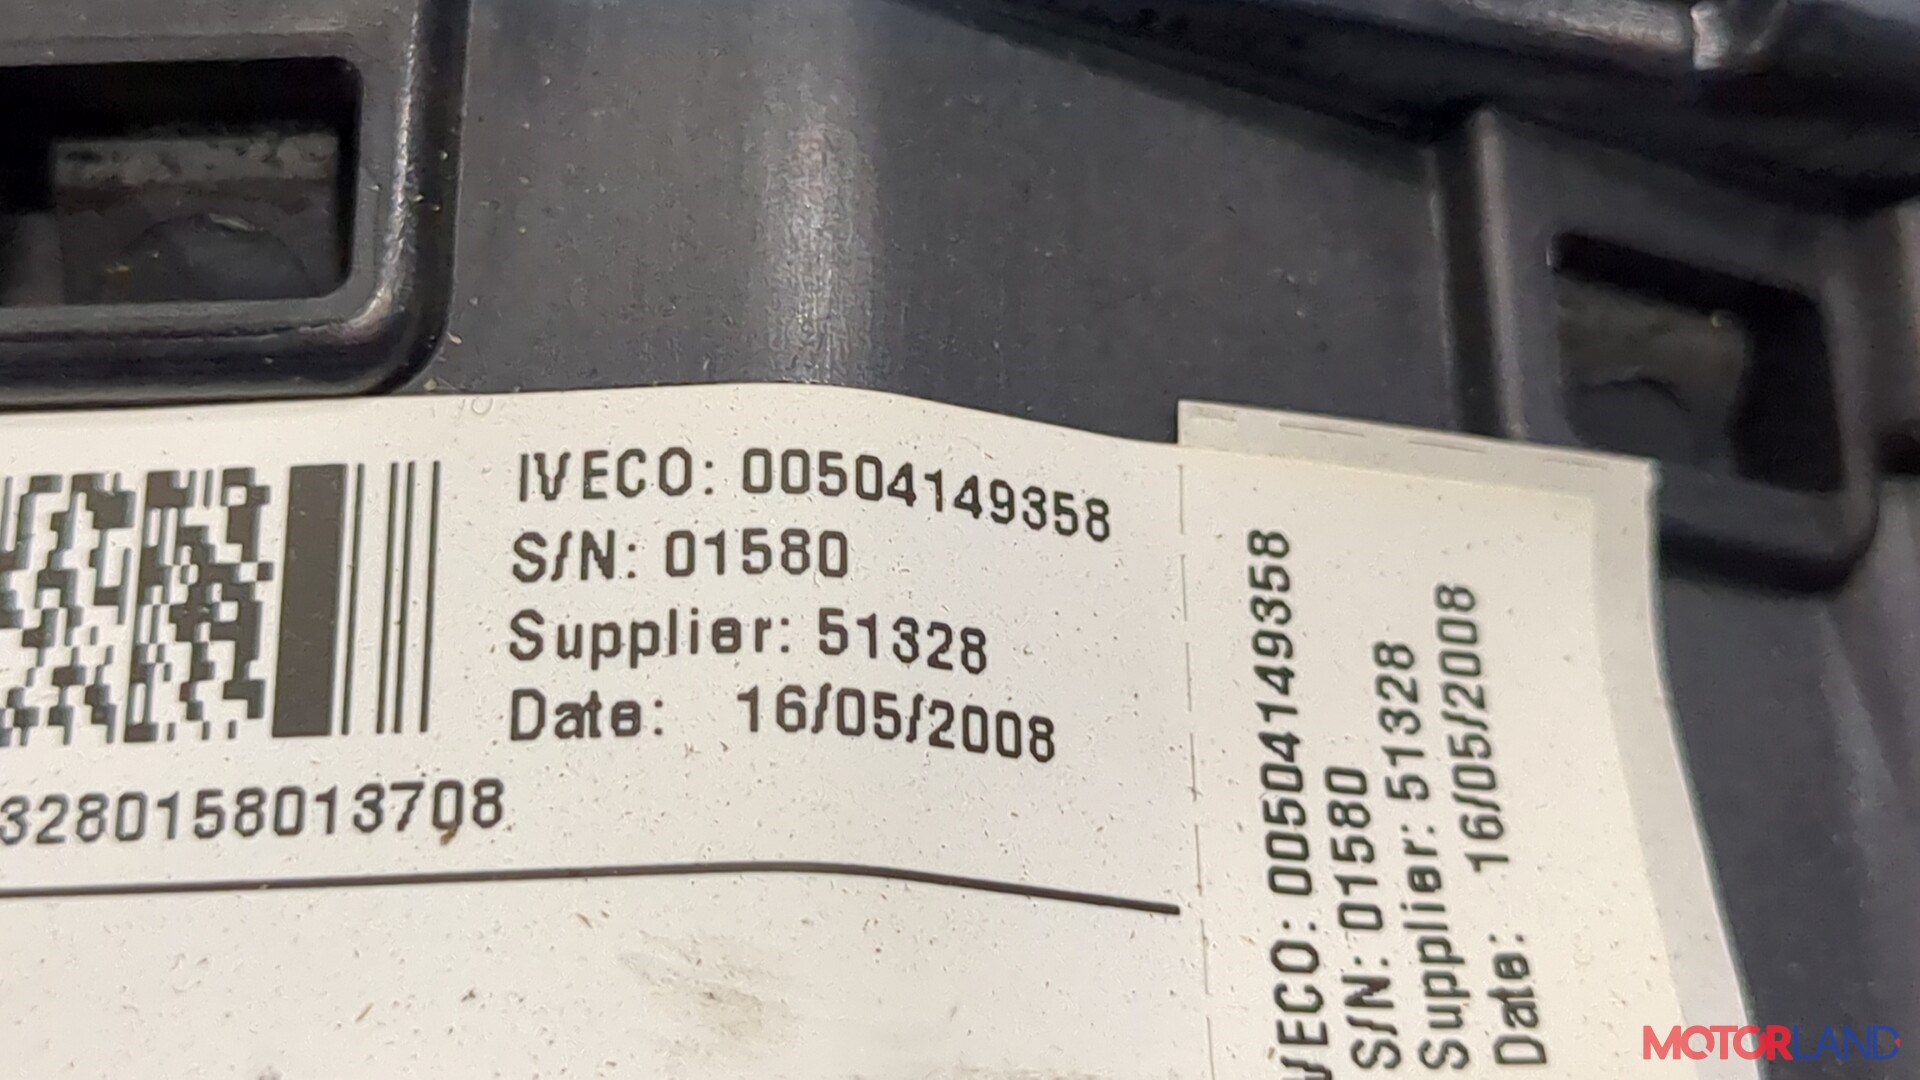 IVECO: 00504149358
S/N: 01580
Supplier: 51328
Date: 16/05/2008
3280158013708
IVECO: 00504149358
S/N: 01580
Supplier: 51328
Date: 16/05/2008
MOTORLAND